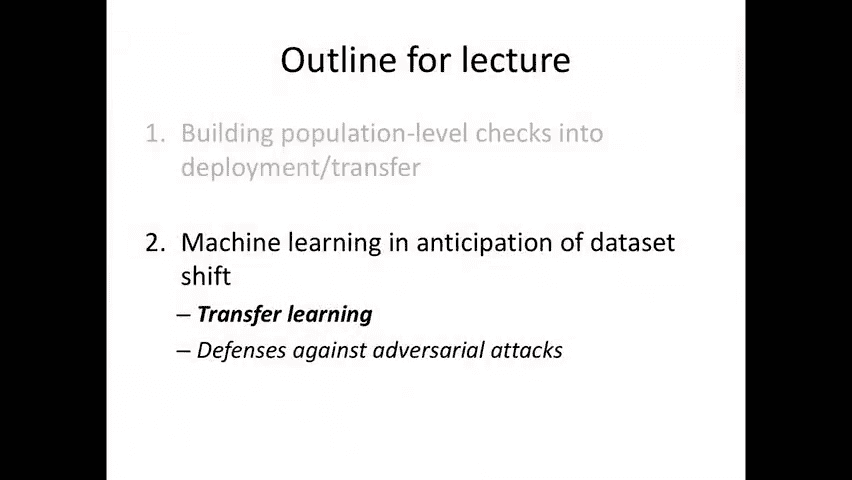 Outline for lecture
1. Building population-level checks into
deployment/transfer
2. Machine learning in anticipation of dataset
shift
– Transfer learning
– Defenses against adversarial attacks